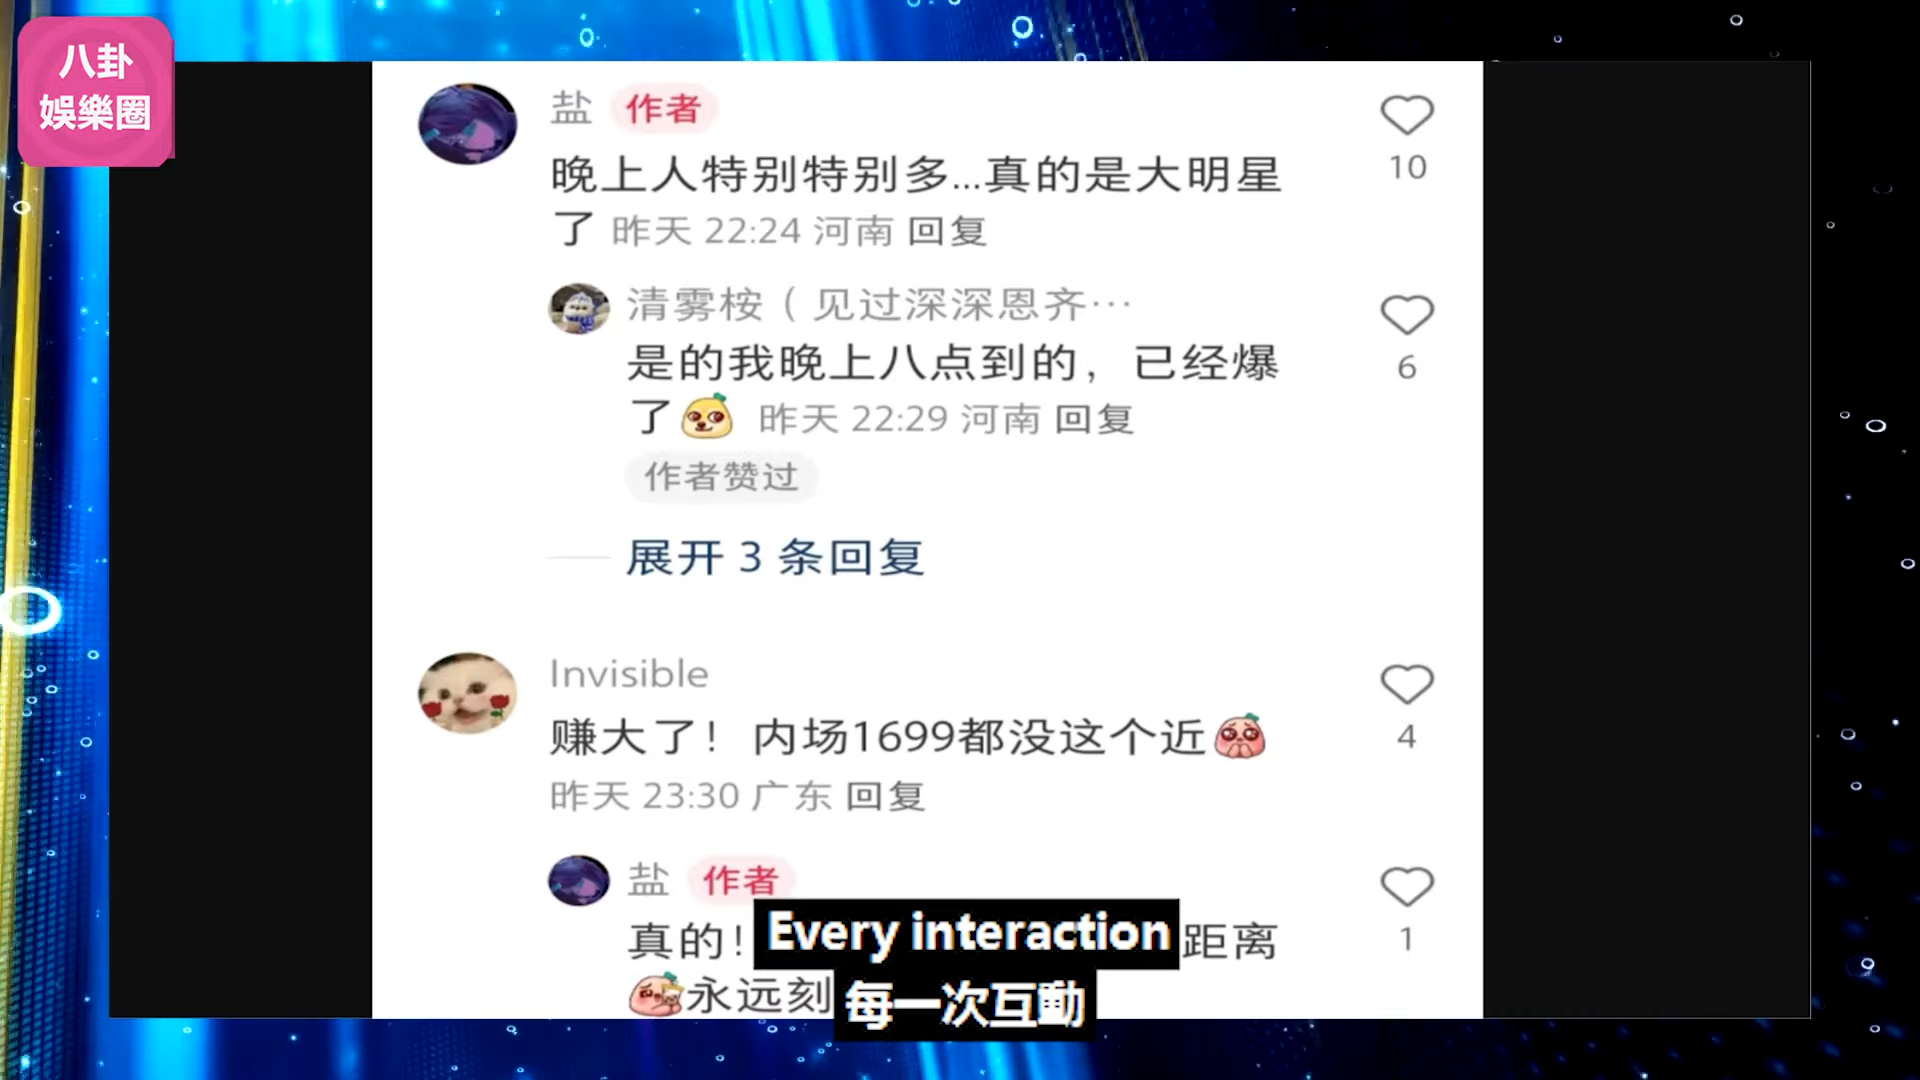 八卦
娛樂圈
盐 作者
晚上人特别特别多...真的是大明星
了 昨天 22:24 河南 回复
10
清雾桉（见过深深恩齐…
是的我晚上八点到的，已经爆
了 昨天 22:29 河南 回复
6
作者赞过
展开 3 条回复
Invisible
赚大了！内场1699都没这个近
昨天 23:30 广东 回复
4
盐 作者
真的！
距离
永远刻
1
Every interaction
每一次互動